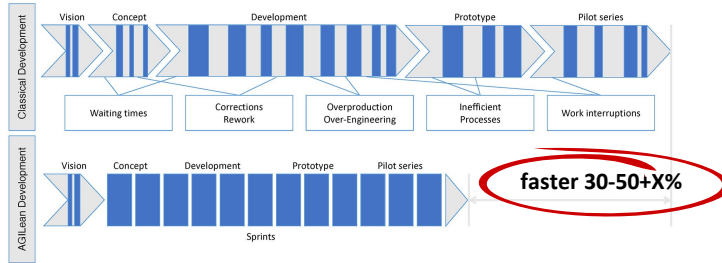 Classical Development
Vision
Concept
Development
Prototype
Pilot series
Waiting times
Corrections
Rework
Overproduction
Over-Engineering
Inefficient
Processes
Work interruptions
AGILean Development
Vision
Concept
Development
Prototype
Pilot series
faster 30-50+X%
Sprints